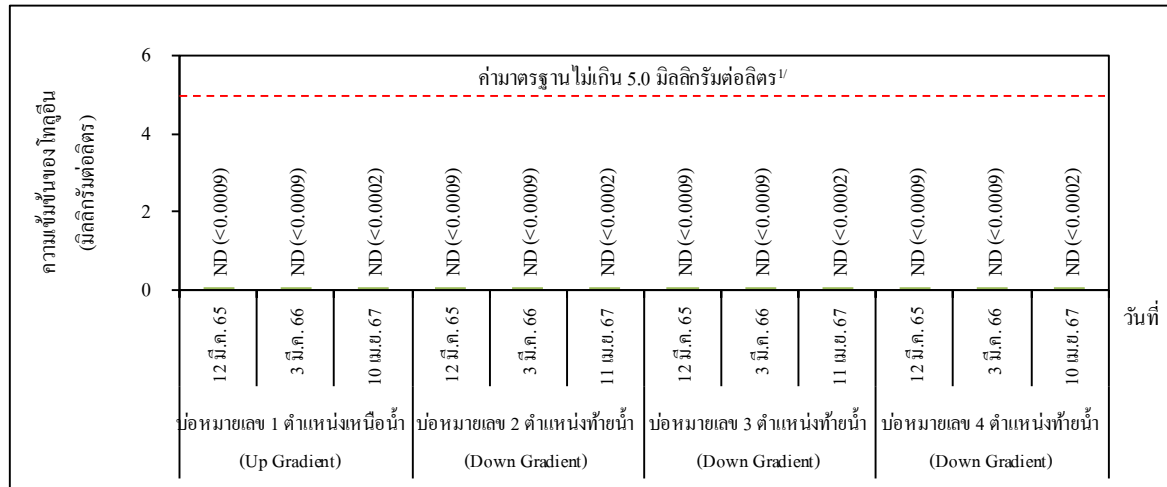 6
ค่ามาตรฐานไม่เกิน 5.0 มิลลิกรัมต่อลิตร1/
4
2
0
ความเข้มข้นของโทลูอีน
(มิลลิกรัมต่อลิตร)
ND (<0.0009)
ND (<0.0009)
ND (<0.0002)
ND (<0.0009)
ND (<0.0009)
ND (<0.0002)
ND (<0.0009)
ND (<0.0009)
ND (<0.0002)
ND (<0.0009)
ND (<0.0009)
ND (<0.0002)
12 มี.ค. 65
3 มี.ค. 66
10 เม.ย. 67
12 มี.ค. 65
3 มี.ค. 66
11 เม.ย. 67
12 มี.ค. 65
3 มี.ค. 66
11 เม.ย. 67
12 มี.ค. 65
3 มี.ค. 66
10 เม.ย. 67
วันที่
บ่อหมายเลข 1 ตำแหน่งเหนือน้ำ
(Up Gradient)
บ่อหมายเลข 2 ตำแหน่งท้ายน้ำ
(Down Gradient)
บ่อหมายเลข 3 ตำแหน่งท้ายน้ำ
(Down Gradient)
บ่อหมายเลข 4 ตำแหน่งท้ายน้ำ
(Down Gradient)